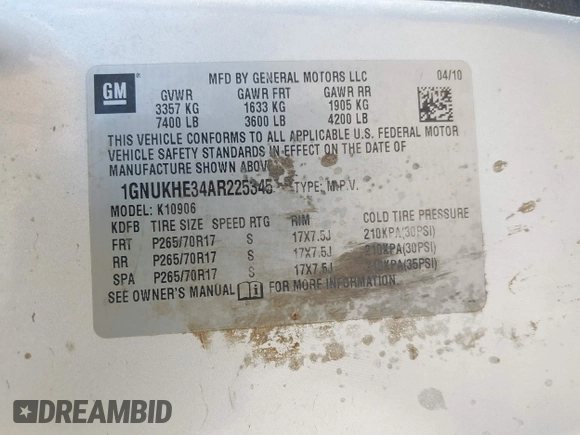 MFD BY GENERAL MOTORS LLC 04/10
GM
GVWR GAWR FRT GAWR RR
3357 KG 1633 KG 1905 KG
7400 LB 3600 LB 4200 LB
THIS VEHICLE CONFORMS TO ALL APPLICABLE U.S. FEDERAL MOTOR
VEHICLE SAFETY STANDARDS IN EFFECT ON THE DATE OF
MANUFACTURE SHOWN ABOVE.
1GNUKHE34AR225345 TYPE: M.P.V.
MODEL: K10906
KDFB TIRE SIZE SPEED RTG RIM COLD TIRE PRESSURE
FRT P265/70R17 S 17X7.5J 210KPA(30PSI)
RR P265/70R17 S 17X7.5J 210KPA(30PSI)
SPA P265/70R17 S 17X7.5J KPA(35PSI)
SEE OWNER'S MANUAL FOR MORE INFORMATION.
DREAMBID